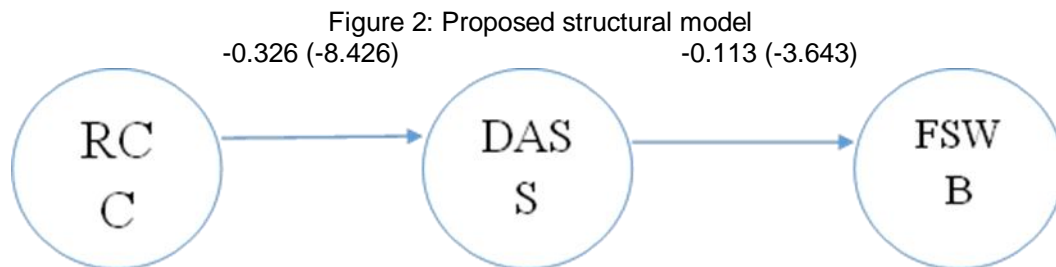 Figure 2: Proposed structural model
-0.326 (-8.426) -0.113 (-3.643)
RC
C
DAS
S
FSW
B